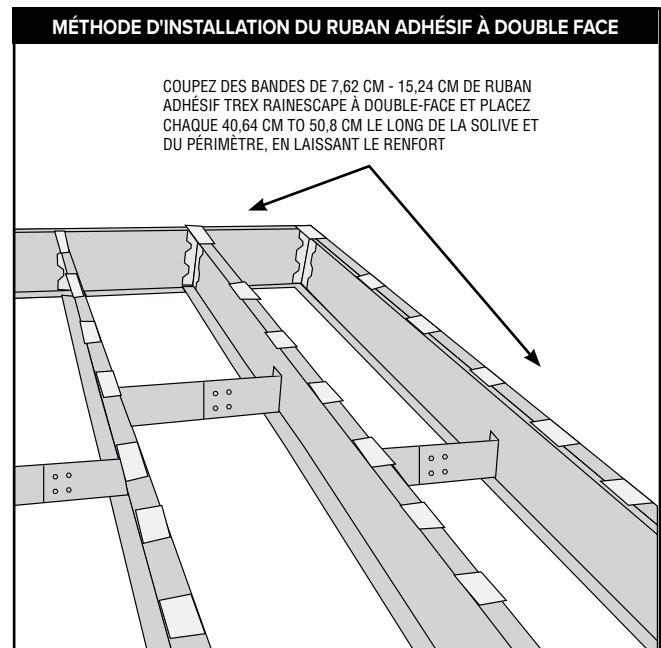 MÉTHODE D'INSTALLATION DU RUBAN ADHÉSIF À DOUBLE FACE
COUPEZ DES BANDES DE 7,62 CM - 15,24 CM DE RUBAN
ADHÉSIF TREX RAINESCAPE À DOUBLE-FACE ET PLACEZ
CHAQUE 40,64 CM TO 50,8 CM LE LONG DE LA SOLIVE ET
DU PÉRIMÈTRE, EN LAISSANT LE RENFORT